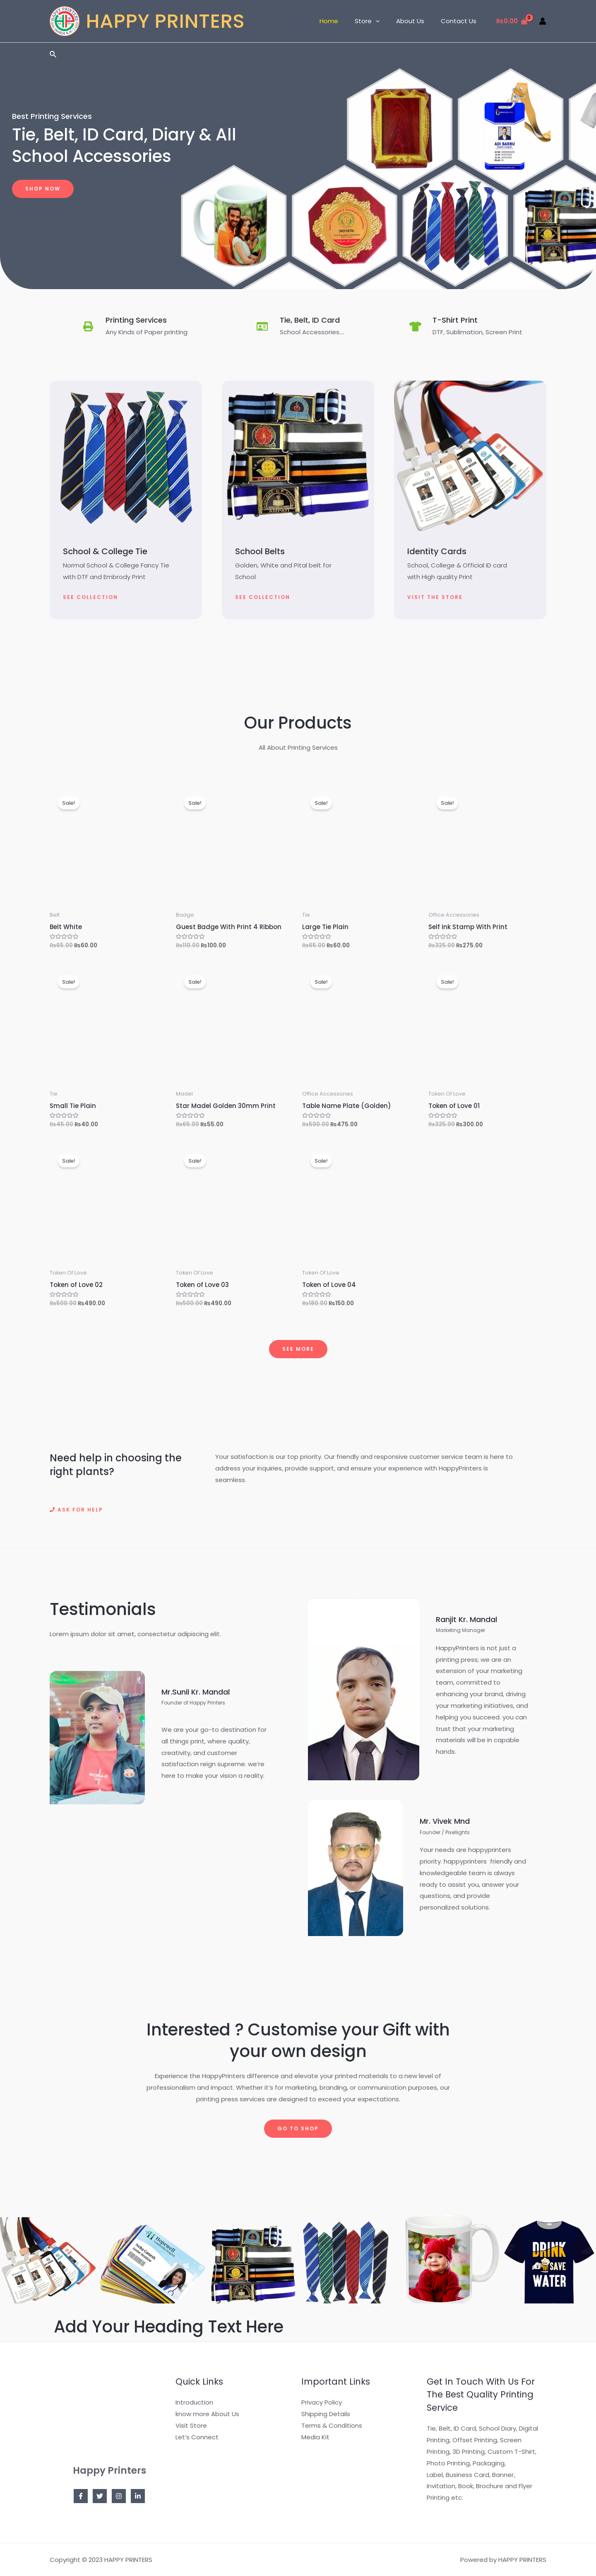 HAPPY PRINTERS
Home
Store
About Us
Contact Us
₨0.00
0
Best Printing Services
Tie, Belt, ID Card, Diary & All
School Accessories
SHOP NOW
Printing Services
Any Kinds of Paper printing
Tie, Belt, ID Card
School Accessories....
T-Shirt Print
DTF, Sublimation, Screen Print
School & College Tie
Normal School & College Fancy Tie
with DTF and Embrody Print
SEE COLLECTION
School Belts
Golden, White and Pital belt for
School
SEE COLLECTION
Identity Cards
School, College & Official ID card
with High quality Print
VISIT THE STORE
Our Products
All About Printing Services
Sale!
Belt
Belt White
₨65.00 ₨60.00
Sale!
Badge
Guest Badge With Print 4 Ribbon
₨110.00 ₨100.00
Sale!
Tie
Large Tie Plain
₨65.00 ₨60.00
Sale!
Office Accessories
Self Ink Stamp With Print
₨325.00 ₨275.00
Sale!
Tie
Small Tie Plain
₨45.00 ₨40.00
Sale!
Madel
Star Madel Golden 30mm Print
₨65.00 ₨55.00
Sale!
Office Accessories
Table Name Plate (Golden)
₨500.00 ₨475.00
Sale!
Token Of Love
Token of Love 01
₨325.00 ₨300.00
Sale!
Token Of Love
Token of Love 02
₨500.00 ₨490.00
Sale!
Token Of Love
Token of Love 03
₨500.00 ₨490.00
Sale!
Token Of Love
Token of Love 04
₨180.00 ₨150.00
SEE MORE
Need help in choosing the
right plants?
ASK FOR HELP
Your satisfaction is our top priority. Our friendly and responsive customer service team is here to
address your inquiries, provide support, and ensure your experience with HappyPrinters is
seamless.
Testimonials
Lorem ipsum dolor sit amet, consectetur adipiscing elit.
Mr.Sunil Kr. Mandal
Founder of Happy Printers
We are your go-to destination for
all things print, where quality,
creativity, and customer
satisfaction reign supreme. we're
here to make your vision a reality.
Ranjit Kr. Mandal
Marketing Manager
HappyPrinters is not just a
printing press; we are an
extension of your marketing
team, committed to
enhancing your brand, driving
your marketing initiatives, and
helping you succeed. you can
trust that your marketing
materials will be in capable
hands.
Mr. Vivek Mnd
Founder / Pixelights
Your needs are happyprinters
priority. happyprinters friendly and
knowledgeable team is always
ready to assist you, answer your
questions, and provide
personalized solutions.
Interested ? Customise your Gift with
your own design
Experience the HappyPrinters difference and elevate your printed materials to a new level of
professionalism and impact. Whether it's for marketing, branding, or communication purposes, our
printing press services are designed to exceed your expectations.
GO TO SHOP
DRINK
SAVE
WATER
Add Your Heading Text Here
Happy Printers
Quick Links
Introduction
know more About Us
Visit Store
Let's Connect
Important Links
Privacy Policy
Shipping Details
Terms & Conditions
Media Kit
Get In Touch With Us For
The Best Quality Printing
Service
Tie, Belt, ID Card, School Diary, Digital
Printing, Offset Printing, Screen
Printing, 3D Printing, Custom T-Shirt,
Photo Printing, Packaging,
Label, Business Card, Banner,
Invitation, Book, Brochure and Flyer
Printing etc.
Copyright © 2023 HAPPY PRINTERS
Powered by HAPPY PRINTERS